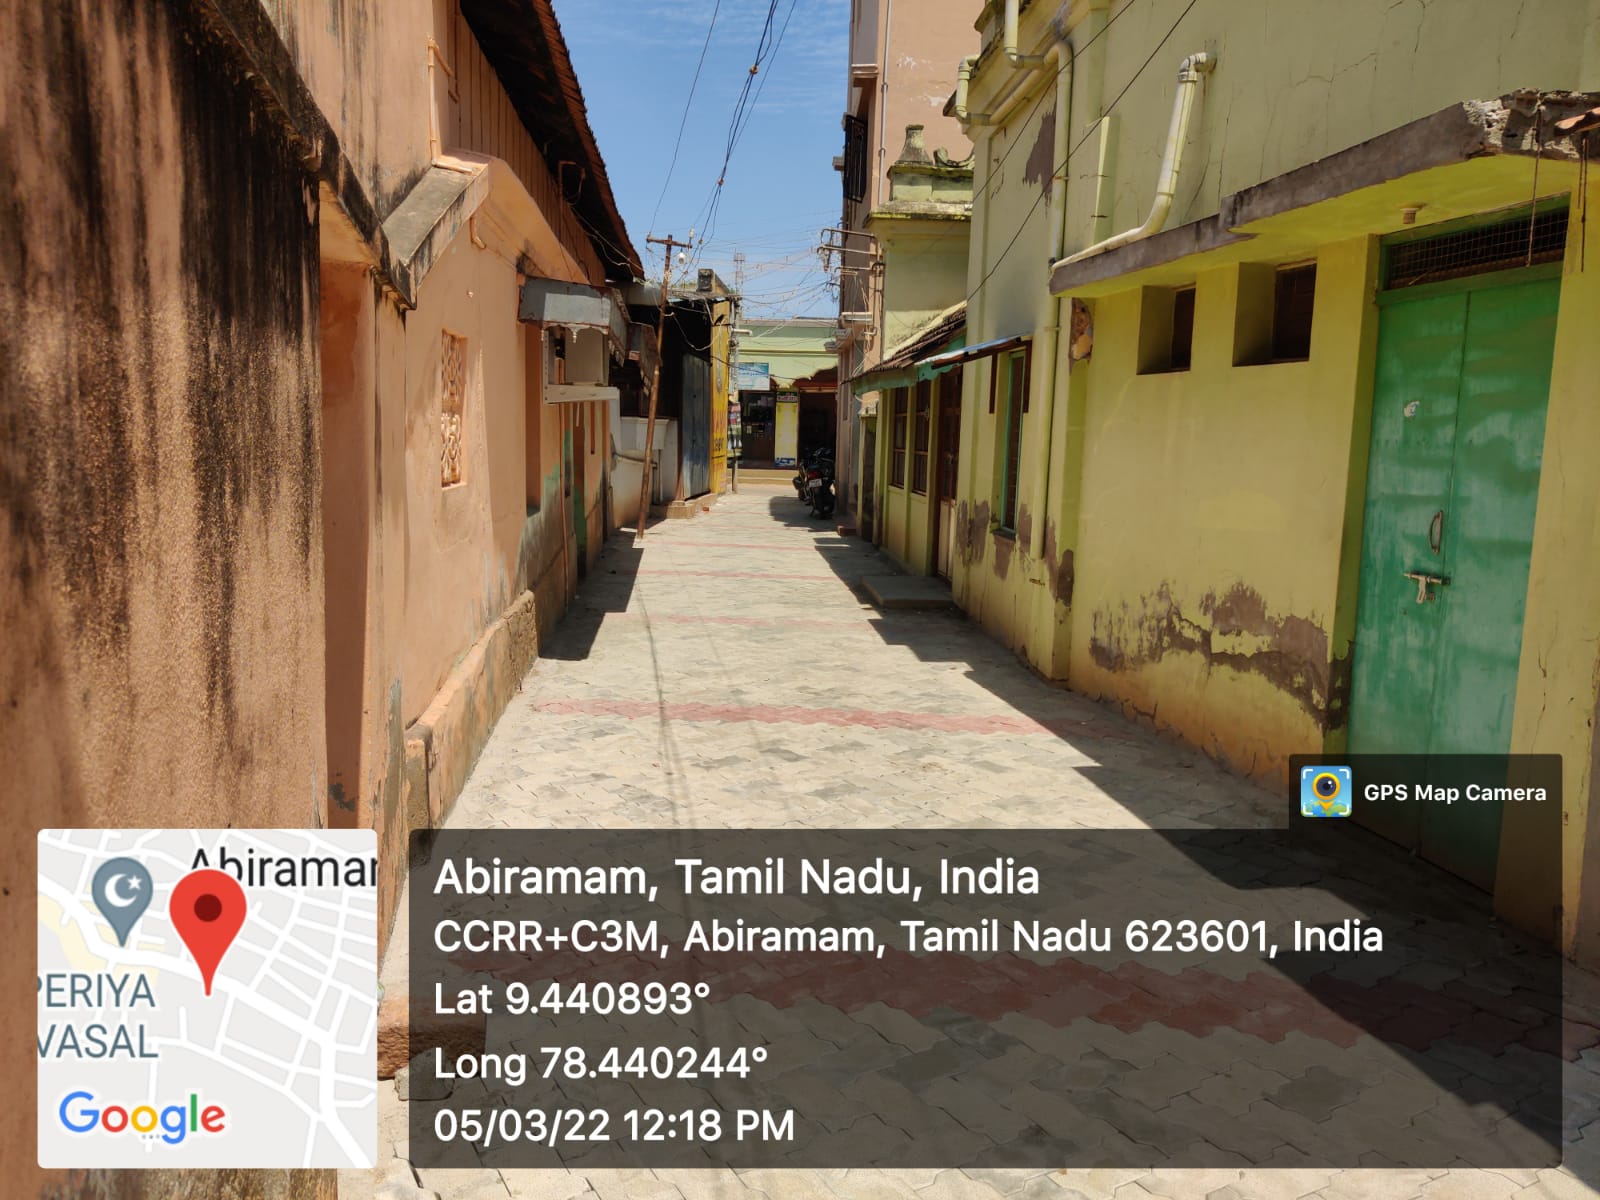 GPS Map Camera
Abiramam
PERIYA
VASAL
Google
Abiramam, Tamil Nadu, India
CCRR+C3M, Abiramam, Tamil Nadu 623601, India
Lat 9.440893°
Long 78.440244°
05/03/22 12:18 PM